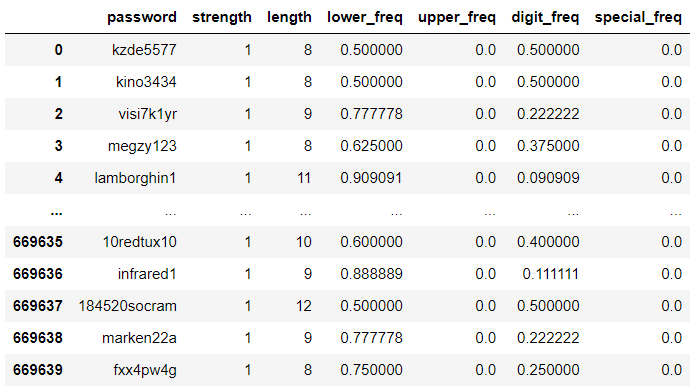 password strength length lower_freq upper_freq digit_freq special_freq
0 kzde5577 1 8 0.500000 0.0 0.500000 0.0
1 kino3434 1 8 0.500000 0.0 0.500000 0.0
2 visi7k1yr 1 9 0.777778 0.0 0.222222 0.0
3 megzy123 1 8 0.625000 0.0 0.375000 0.0
4 lamborghin1 1 11 0.909091 0.0 0.090909 0.0
... ... ... ... ... ... ... ...
669635 10redtux10 1 10 0.600000 0.0 0.400000 0.0
669636 infrared1 1 9 0.888889 0.0 0.111111 0.0
669637 184520socram 1 12 0.500000 0.0 0.500000 0.0
669638 marken22a 1 9 0.777778 0.0 0.222222 0.0
669639 fxx4pw4g 1 8 0.750000 0.0 0.250000 0.0